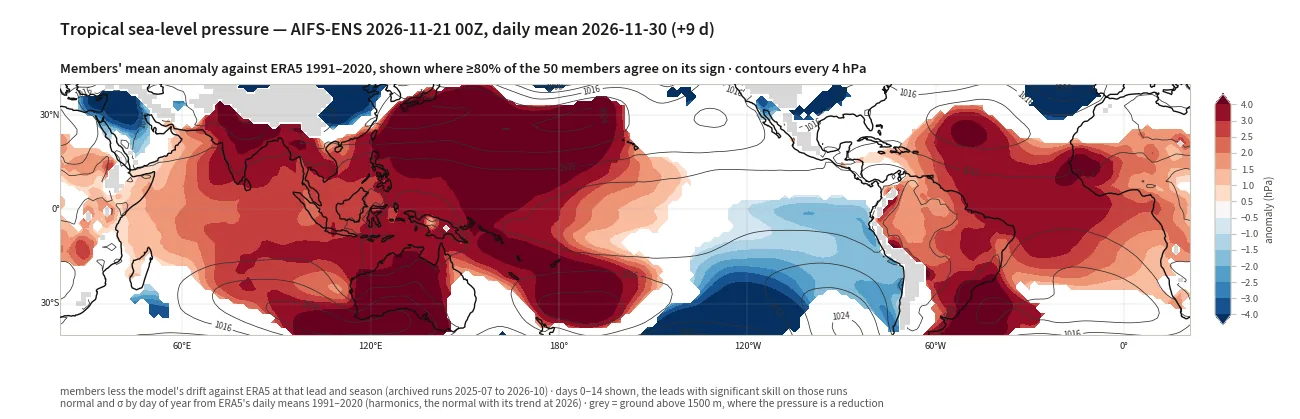 Tropical sea-level pressure — AIFS-ENS 2026-11-21 00Z, daily mean 2026-11-30 (+9 d)
Members' mean anomaly against ERA5 1991–2020, shown where ≥80% of the 50 members agree on its sign · contours every 4 hPa
30°N
0°
30°S
60°E
120°E
180°
120°W
60°W
0°
1016
1016
1016
1024
1016
4.0
3.0
2.5
2.0
1.5
1.0
0.5
−0.5
−1.0
−1.5
−2.0
−2.5
−3.0
−4.0
anomaly (hPa)
members less the model's drift against ERA5 at that lead and season (archived runs 2025-07 to 2026-10) · days 0–14 shown, the leads with significant skill on those runs
normal and σ by day of year from ERA5's daily means 1991–2020 (harmonics, the normal with its trend at 2026) · grey = ground above 1500 m, where the pressure is a reduction